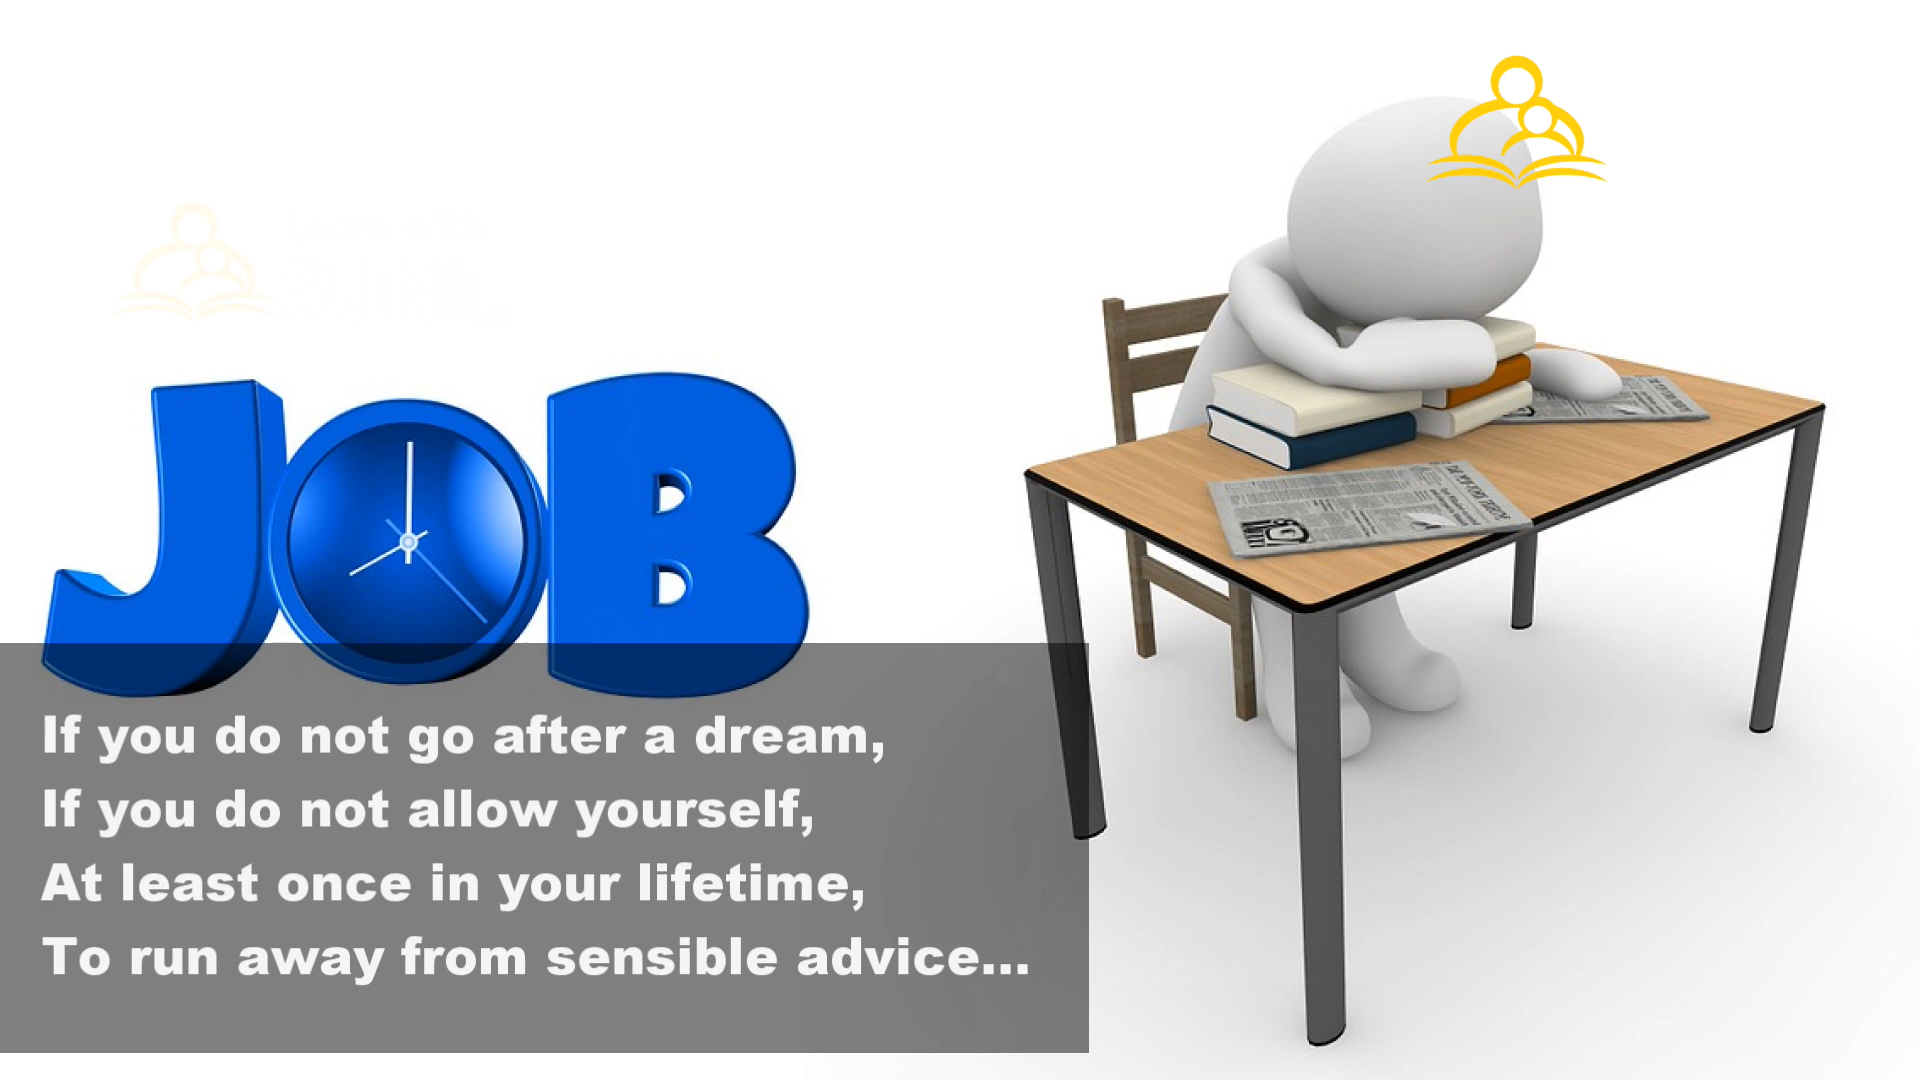 JOB
If you do not go after a dream,
If you do not allow yourself,
At least once in your lifetime,
To run away from sensible advice...